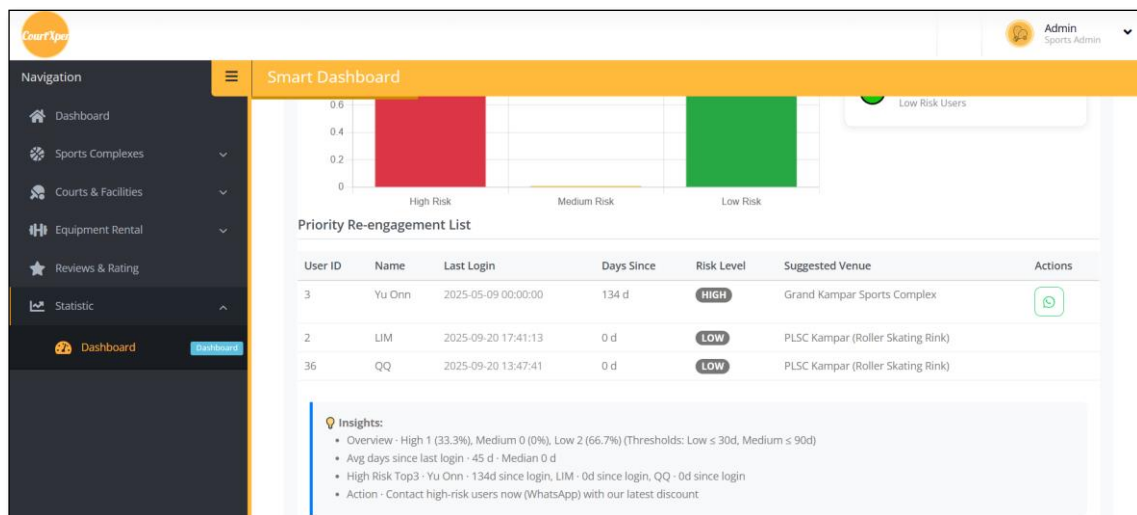 CourtXper
Admin
Sports Admin
Navigation
Smart Dashboard
Dashboard
Sports Complexes
Courts & Facilities
Equipment Rental
Reviews & Rating
Statistic
Dashboard Dashboard
0.6
0.4
0.2
0
High Risk Medium Risk Low Risk
Low Risk Users
Priority Re-engagement List
User ID Name Last Login Days Since Risk Level Suggested Venue Actions
3 Yu Onn 2025-05-09 00:00:00 134 d HIGH Grand Kampar Sports Complex
2 LIM 2025-09-20 17:41:13 0 d LOW PLSC Kampar (Roller Skating Rink)
36 QQ 2025-09-20 13:47:41 0 d LOW PLSC Kampar (Roller Skating Rink)
Insights:
• Overview · High 1 (33.3%), Medium 0 (0%), Low 2 (66.7%) (Thresholds: Low ≤ 30d, Medium ≤ 90d)
• Avg days since last login · 45 d · Median 0 d
• High Risk Top3 · Yu Onn · 134d since login, LIM · 0d since login, QQ · 0d since login
• Action · Contact high-risk users now (WhatsApp) with our latest discount